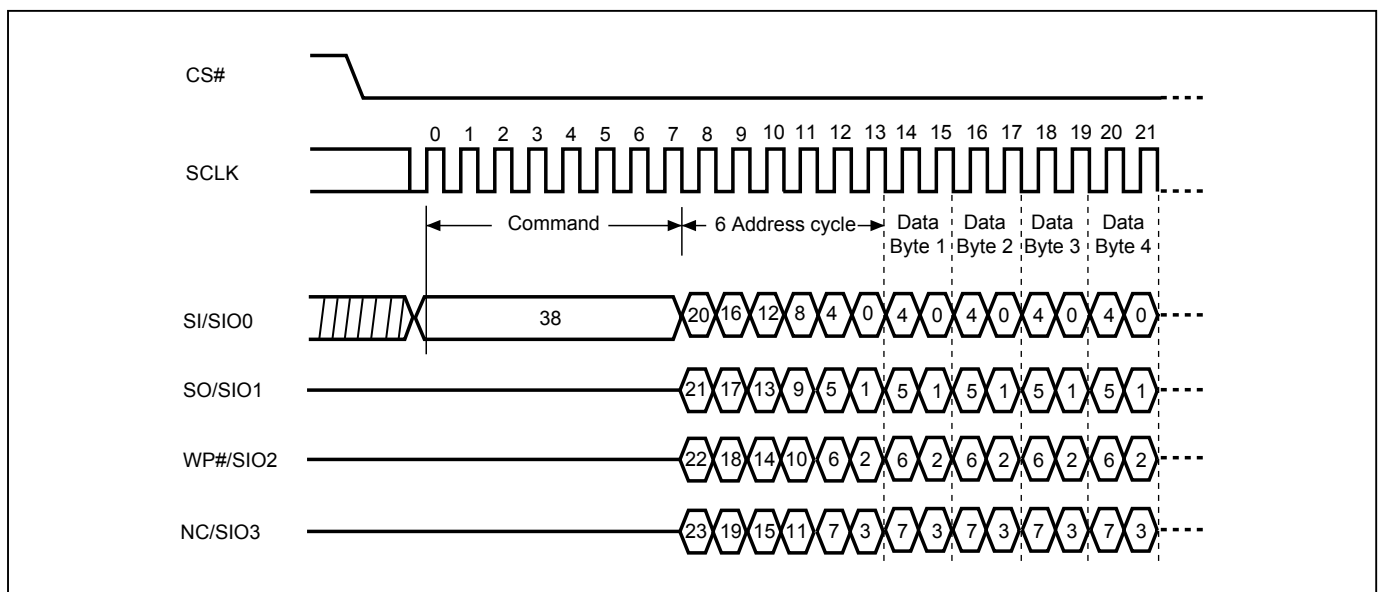 CS#
0 1 2 3 4 5 6 7 8 9 10 11 12 13 14 15 16 17 18 19 20 21
SCLK
Command 6 Address cycle Data Data Data Data
Byte 1 Byte 2 Byte 3 Byte 4
SI/SIO0 38 20 16 12 8 4 0 4 0 4 0 4 0 4 0
SO/SIO1 21 17 13 9 5 1 5 1 5 1 5 1 5 1
WP#/SIO2 22 18 14 10 6 2 6 2 6 2 6 2 6 2
NC/SIO3 23 19 15 11 7 3 7 3 7 3 7 3 7 3